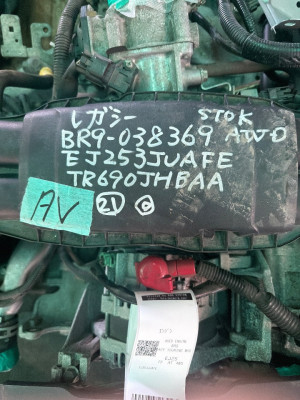 レガシー STOK
BR9-038369 AWD
EJ253JUAFE
TR690JHBAA
AV 21 C